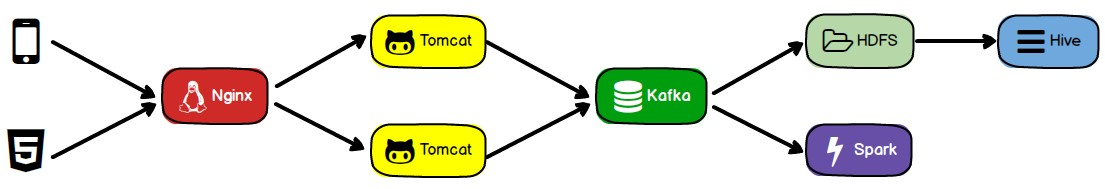 Nginx
Tomcat
Tomcat
Kafka
HDFS
Hive
Spark